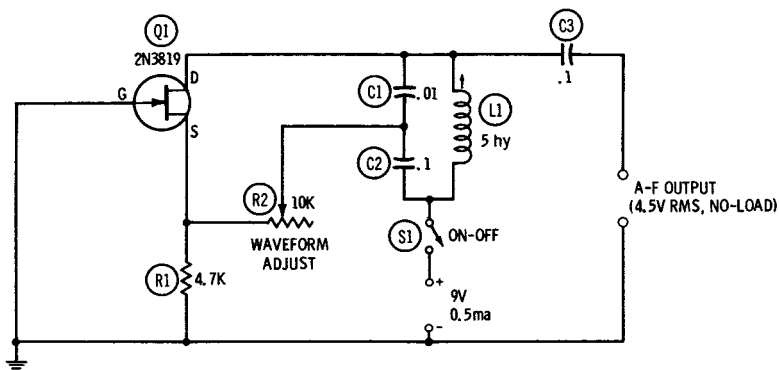 Q1
2N3819
D
G
S
C1
.01
C2
.1
L1
5 hy
C3
.1
R2
10K
WAVEFORM
ADJUST
R1
4.7K
S1
ON-OFF
+
9V
0.5ma
-
A-F OUTPUT
(4.5V RMS, NO-LOAD)